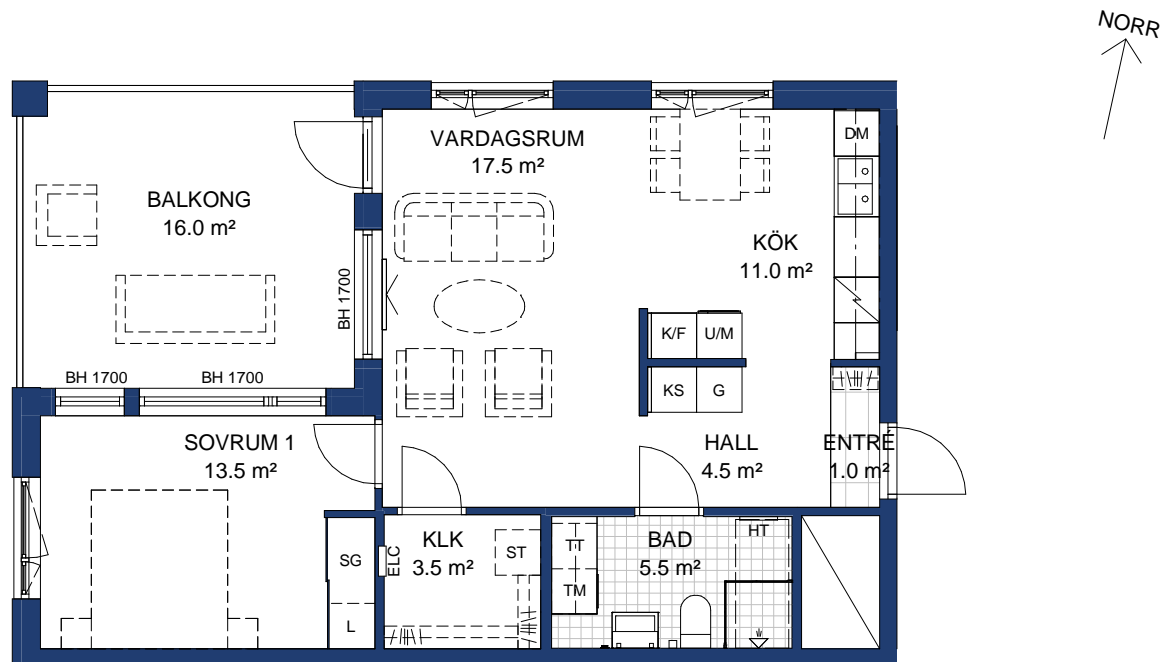 NORR
VARDAGSRUM
17.5 m²
DM
BALKONG
16.0 m²
KÖK
11.0 m²
BH 1700
K/F
U/M
BH 1700
BH 1700
KS
G
SOVRUM 1
13.5 m²
HALL
4.5 m²
ENTRÉ
1.0 m²
SG
L
ELC
KLK
3.5 m²
ST
TT
TM
BAD
5.5 m²
HT